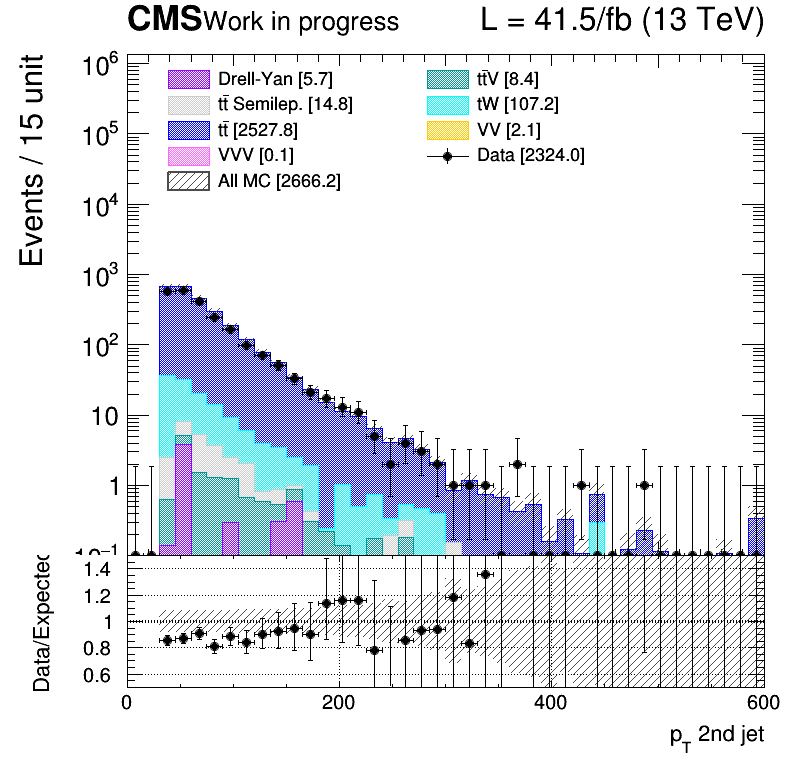 CMS Work in progress L = 41.5/fb (13 TeV)
Events / 15 unit
Drell-Yan [5.7] tt̄V [8.4]
tt̄ Semilep. [14.8] tW [107.2]
tt̄ [2527.8] VV [2.1]
VVV [0.1] Data [2324.0]
All MC [2666.2]
10⁶
10⁵
10⁴
10³
10²
10
1
10⁻¹
Data/Expected
1.4
1.2
1
0.8
0.6
0 200 400 600
p_T 2nd jet